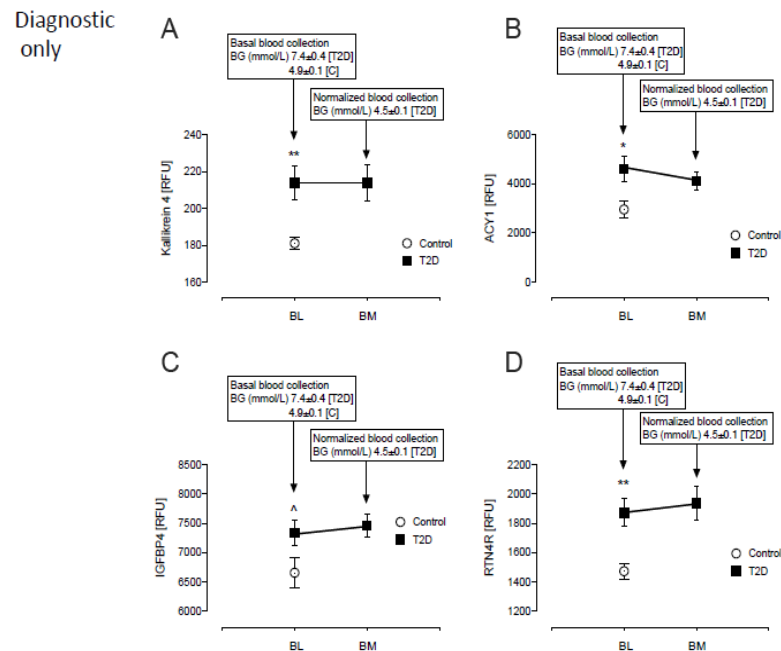 Diagnostic
only
A
Basal blood collection
BG (mmol/L) 7.4±0.4 [T2D]
4.9±0.1 [C]
Normalized blood collection
BG (mmol/L) 4.5±0.1 [T2D]
Kallikrein 4 [RFU]
240
220
200
180
160
**
Control
T2D
BL
BM
B
Basal blood collection
BG (mmol/L) 7.4±0.4 [T2D]
4.9±0.1 [C]
Normalized blood collection
BG (mmol/L) 4.5±0.1 [T2D]
ACY1 [RFU]
6000
4000
2000
0
*
Control
T2D
BL
BM
C
Basal blood collection
BG (mmol/L) 7.4±0.4 [T2D]
4.9±0.1 [C]
Normalized blood collection
BG (mmol/L) 4.5±0.1 [T2D]
IGFBP4 [RFU]
8500
8000
7500
7000
6500
6000
^
Control
T2D
BL
BM
D
Basal blood collection
BG (mmol/L) 7.4±0.4 [T2D]
4.9±0.1 [C]
Normalized blood collection
BG (mmol/L) 4.5±0.1 [T2D]
RTN4R [RFU]
2200
2000
1800
1600
1400
1200
**
Control
T2D
BL
BM